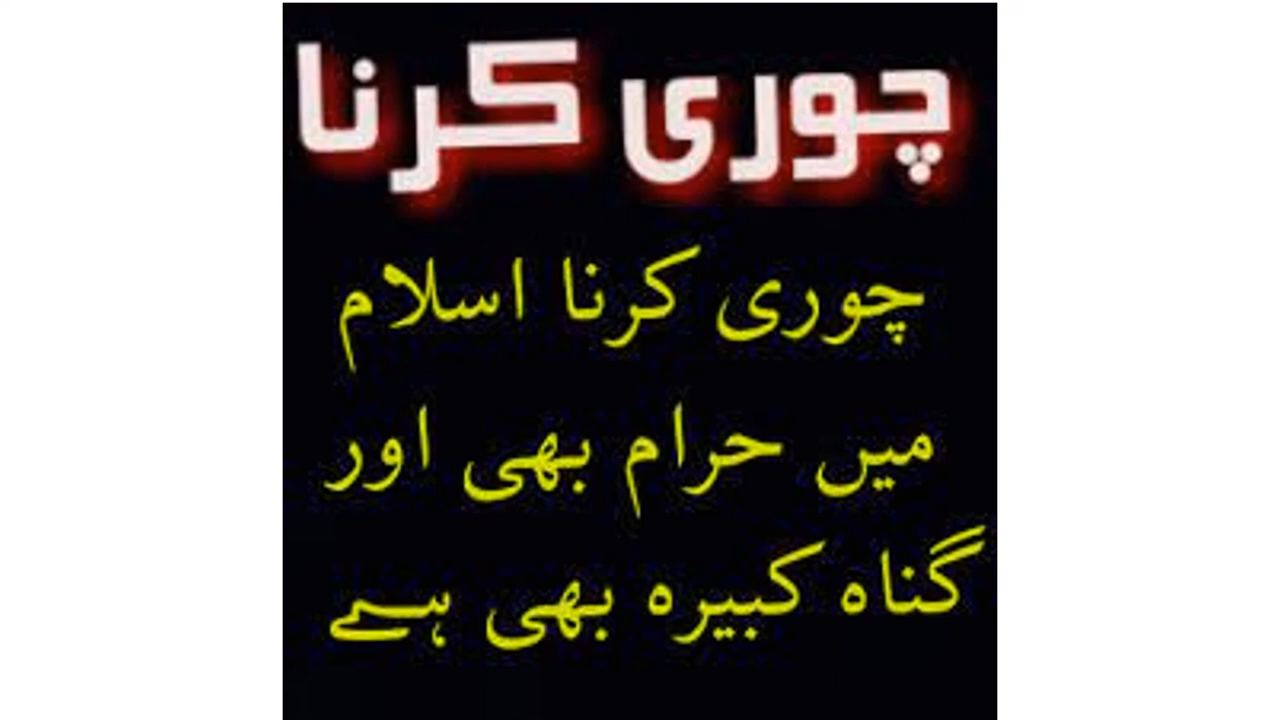 چوری کرنا
چوری کرنا اسلام
میں حرام بھی اور
گناہ کبیرہ بھی ہے